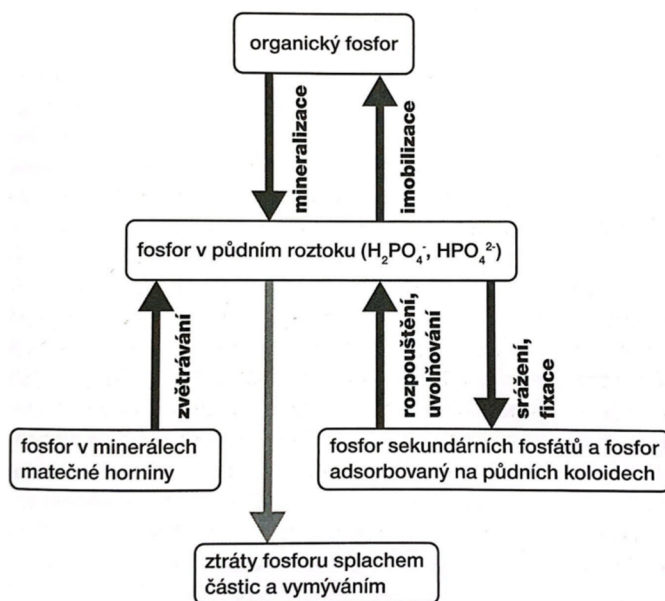 organický fosfor
mineralizace
imobilizace
fosfor v půdním roztoku (H₂PO₄⁻, HPO₄²⁻)
zvětrávání
rozpouštění,
uvolňování
srážení,
fixace
fosfor v minerálech
matečné horniny
fosfor sekundárních fosfátů a fosfor
adsorbovaný na půdních koloidech
ztráty fosforu splachem
částic a vymýváním